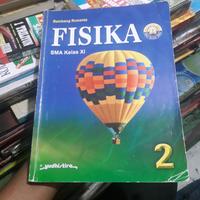 Bambang Ruwanto
FISIKA
SMA Kelas XI
2
yudhistira